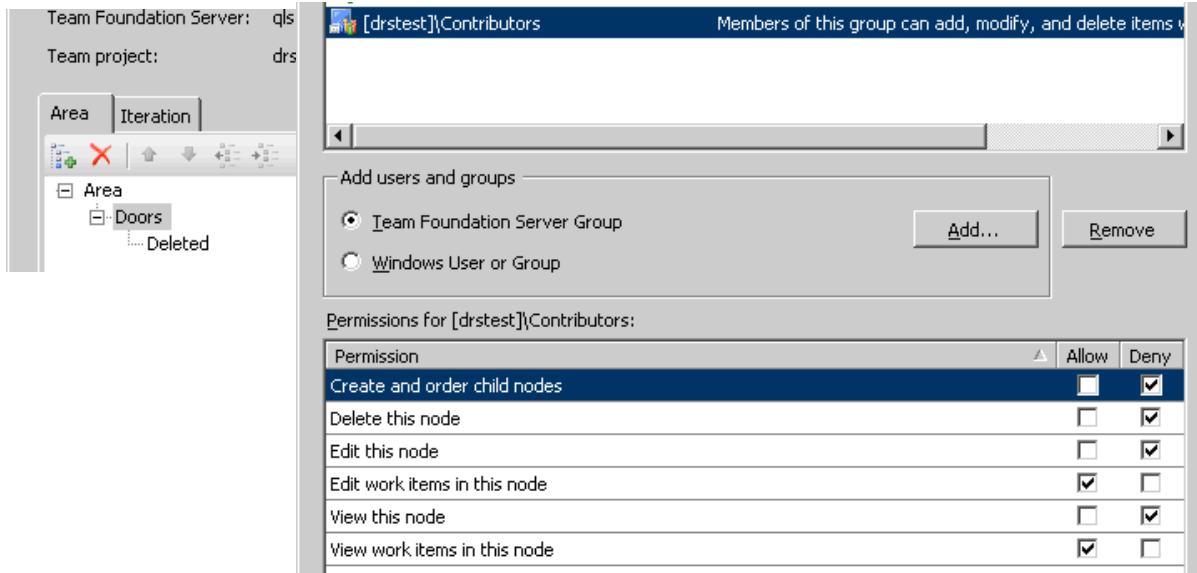 Team Foundation Server: qls
Team project: drs
Area Iteration
Area
Doors
Deleted
[drstest]\Contributors Members of this group can add, modify, and delete items
Add users and groups
Team Foundation Server Group
Windows User or Group
Add...
Remove
Permissions for [drstest]\Contributors:
Permission Allow Deny
Create and order child nodes
Delete this node
Edit this node
Edit work items in this node
View this node
View work items in this node